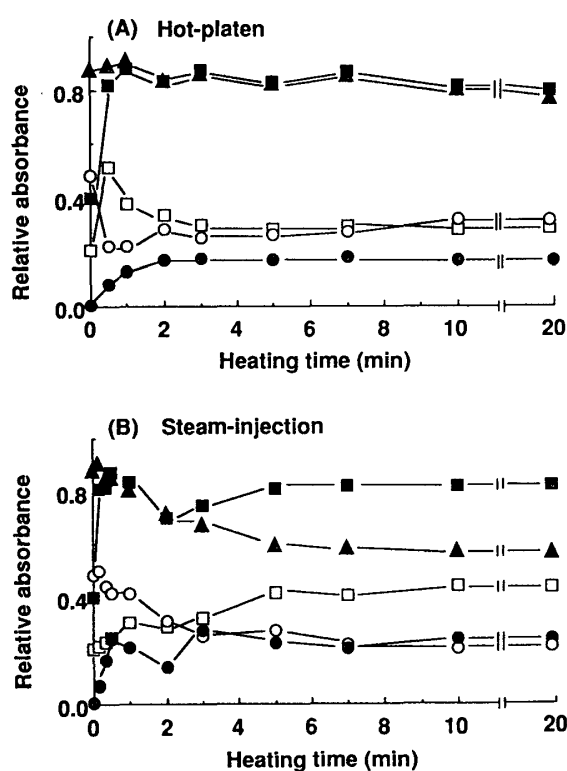 (A) Hot-platen
Relative absorbance
0.8
0.4
0.0
0 2 4 6 8 10 20
Heating time (min)
(B) Steam-injection
Relative absorbance
0.8
0.4
0.0
0 2 4 6 8 10 20
Heating time (min)